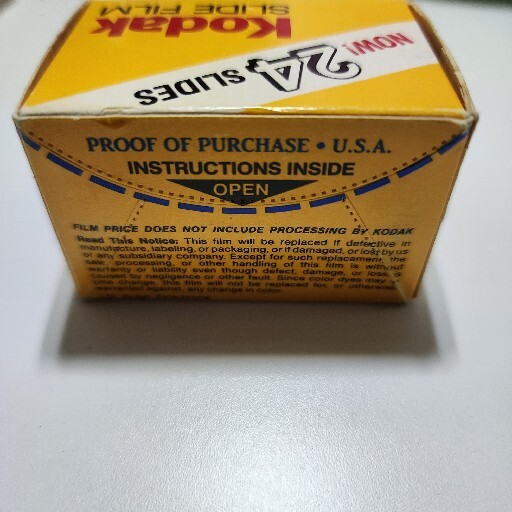 Kodak
SLIDE FILM
NOW!
24 SLIDES
PROOF OF PURCHASE • U.S.A.
INSTRUCTIONS INSIDE
OPEN
FILM PRICE DOES NOT INCLUDE PROCESSING BY KODAK
Read This Notice: This film will be replaced if defective in
manufacture, labeling, or packaging, or if damaged, or lost by us
or any subsidiary company. Except for such replacement, the
sale, processing, or other handling of this film is without
warranty or liability even though defect, damage, or loss, is
caused by negligence or other fault. Since color dyes may
time change, this film will not be replaced for, or otherwise
against, any change in color.